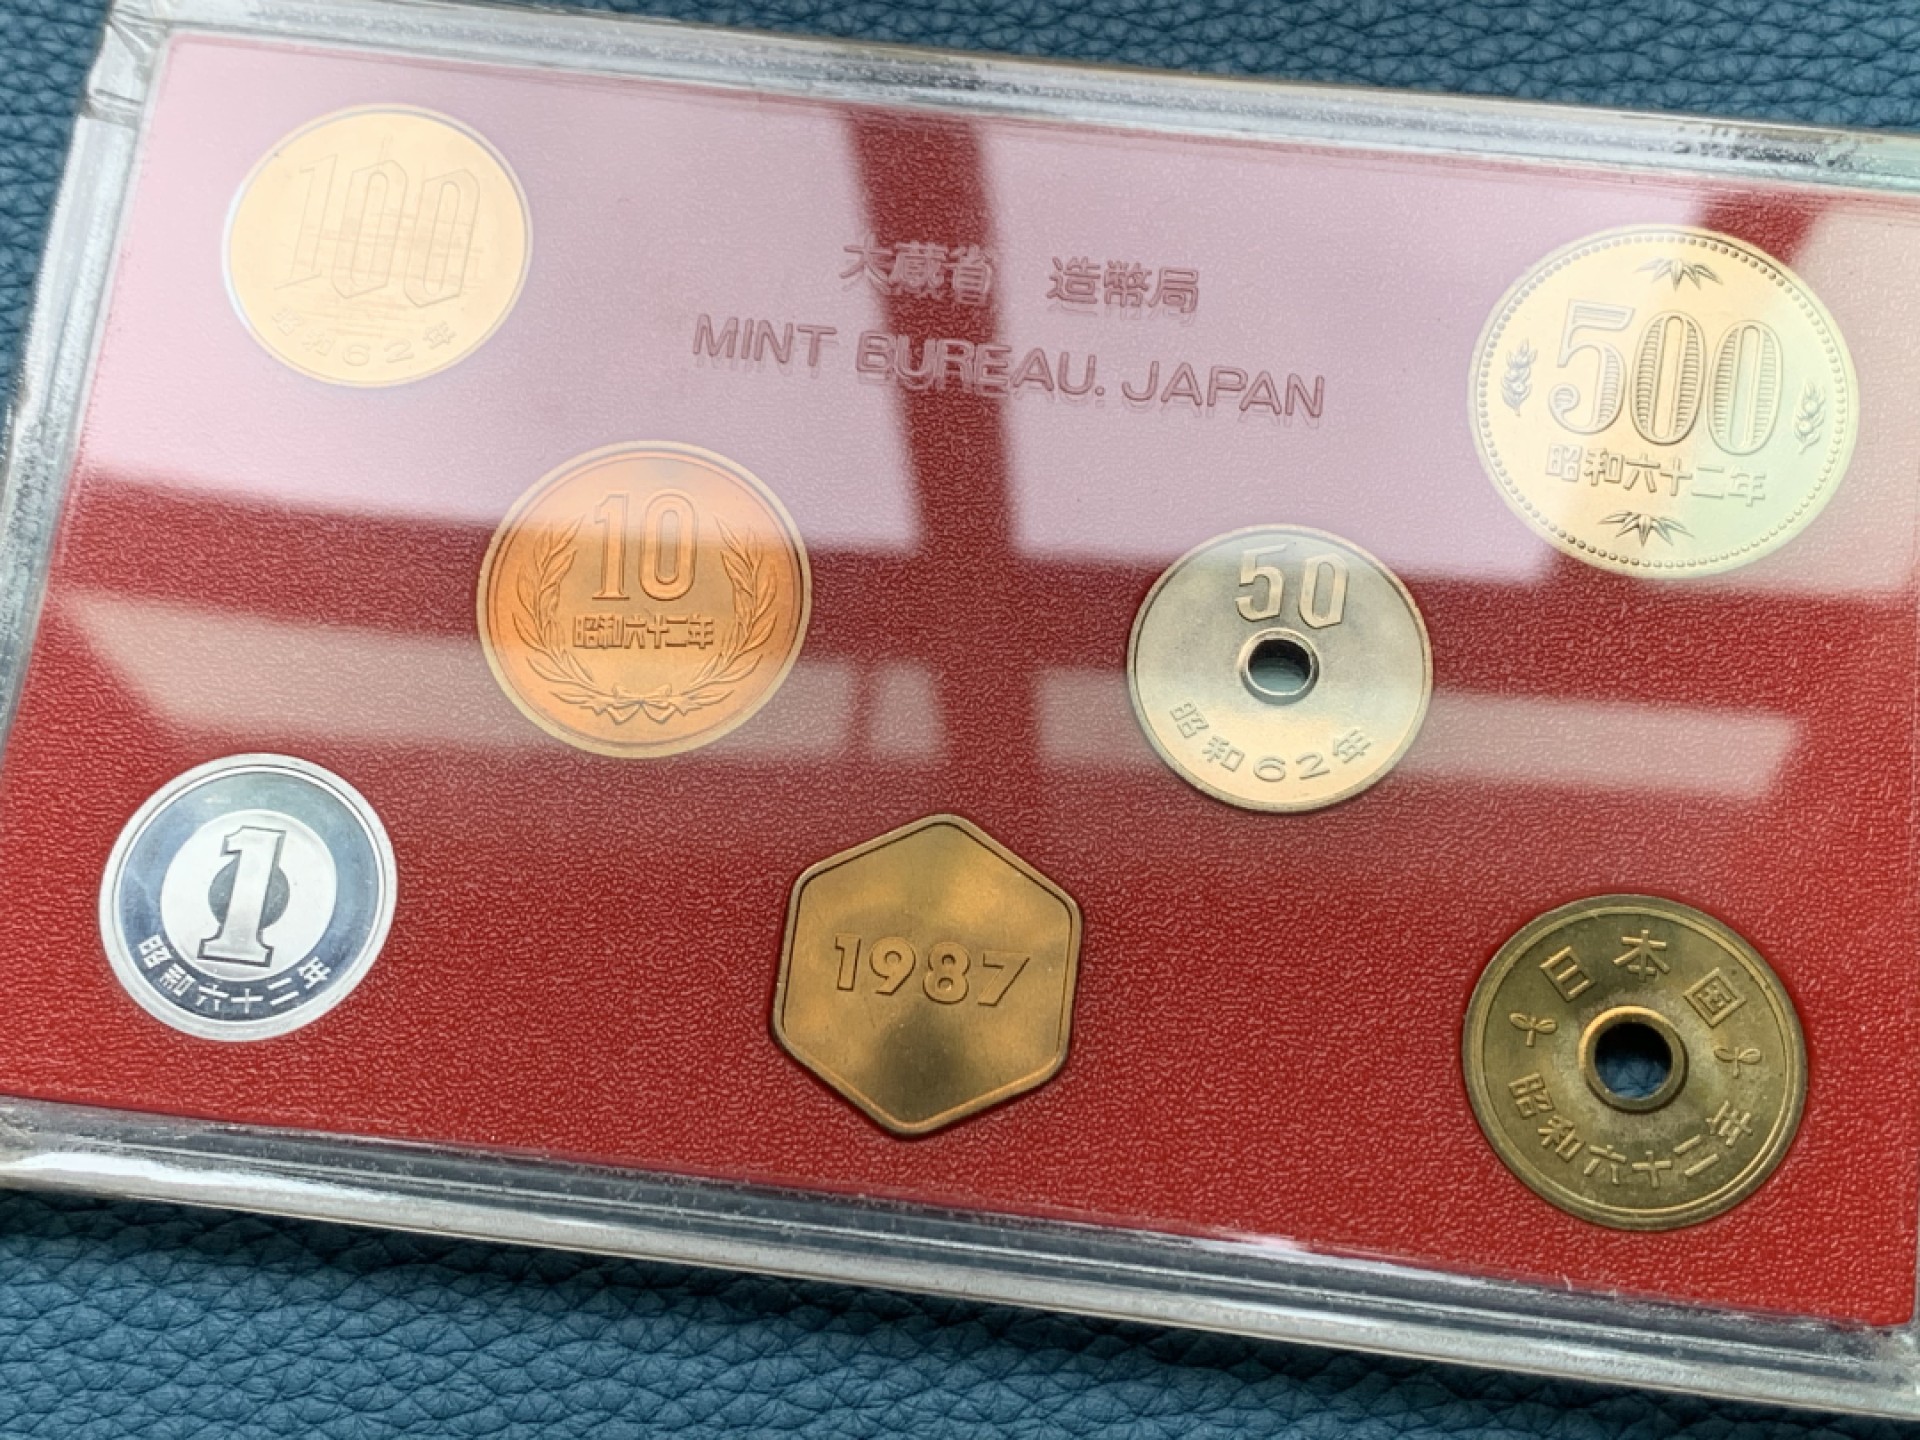 100
昭和62年
大蔵省 造幣局
MINT BUREAU. JAPAN
500
昭和六十二年
10
昭和六十二年
50
昭和62年
1
昭和六十二年
1987
日本国
昭和六十二年